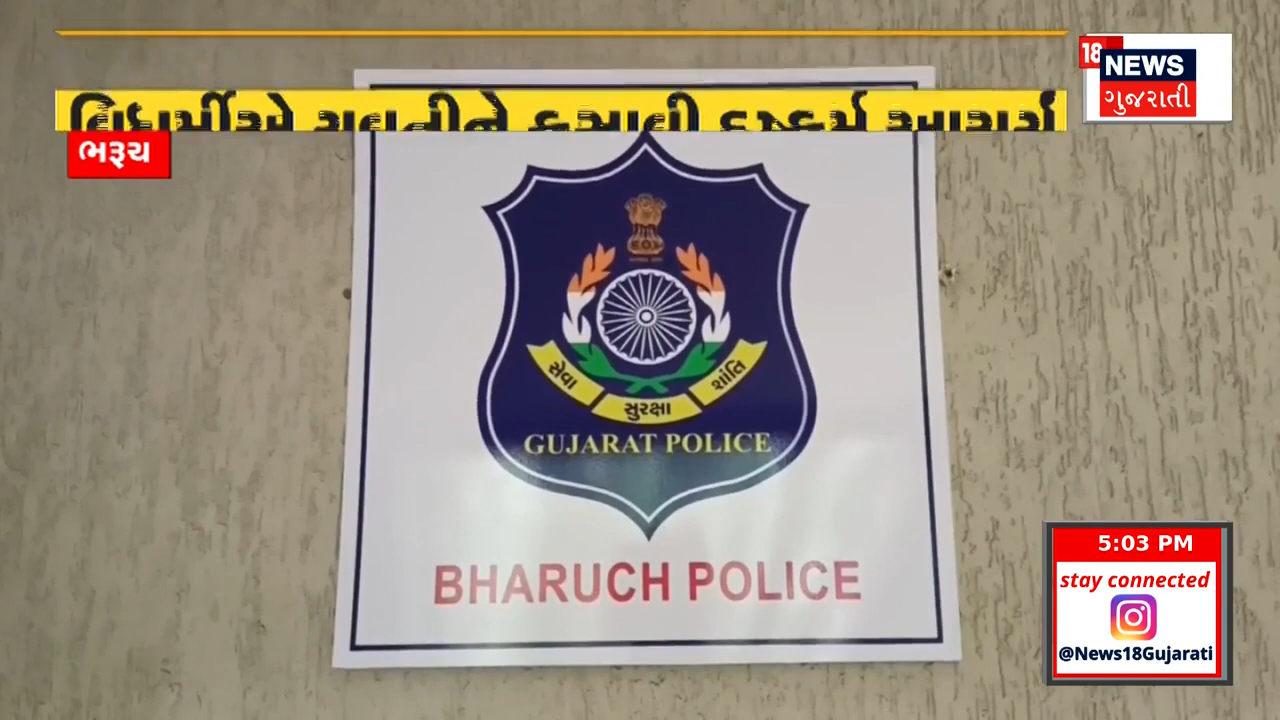 18
NEWS
ગુજરાતી
ભરૂચ
સેવા
સુરક્ષા
શાંતિ
GUJARAT POLICE
BHARUCH POLICE
5:03 PM
stay connected
@News18Gujarati